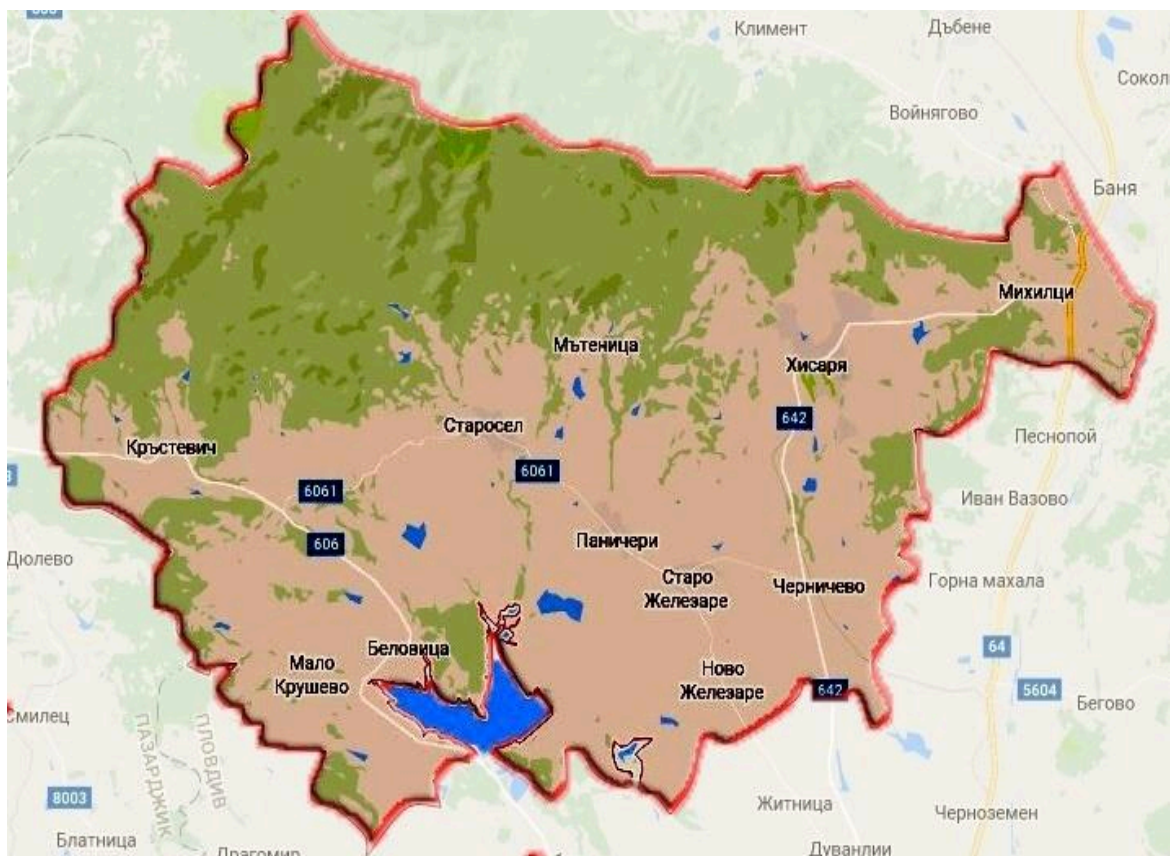 Климент
Дъбене
Сокол
Войнягово
Баня
Михилци
Мътеница
Хисаря
642
Старосел
Кръстевич
Песнопой
6061
6061
Иван Вазово
606
Паничери
Дюлево
Старо
Железаре
Черничево
Горна махала
Беловица
64
Мало
Крушево
Ново
Железаре
642
5604
Бегово
Смилец
ПАЗАРДЖИК
ПЛОВДИВ
8003
Житница
Черноземен
Блатница
Драгомир
Дуванлии